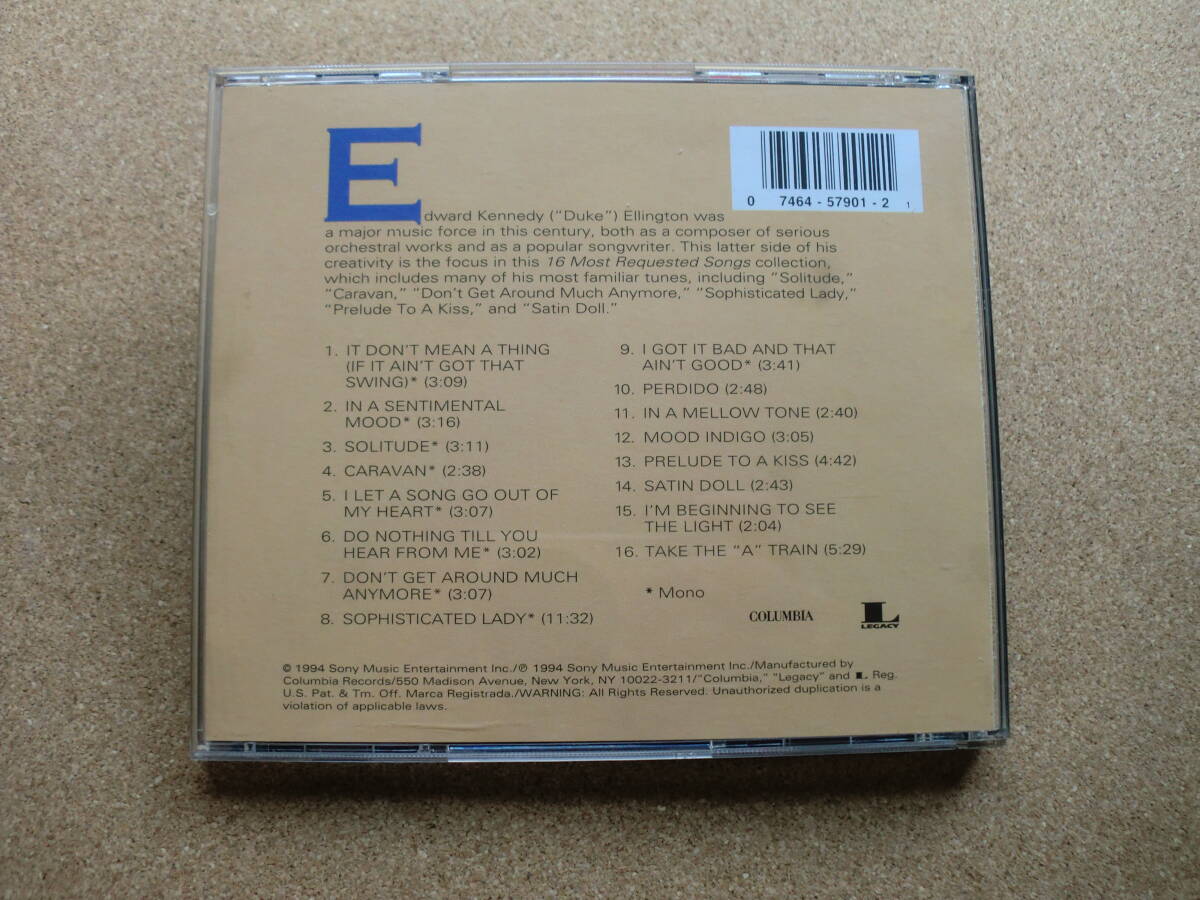 Edward Kennedy (“Duke”) Ellington was
a major music force in this century, both as a composer of serious
orchestral works and as a popular songwriter. This latter side of his
creativity is the focus in this 16 Most Requested Songs collection,
which includes many of his most familiar tunes, including “Solitude,”
“Caravan,” “Don't Get Around Much Anymore,” “Sophisticated Lady,”
“Prelude To A Kiss,” and “Satin Doll.”
0 7464 - 57901 - 2 1
1. IT DON'T MEAN A THING
(IF IT AIN'T GOT THAT
SWING)* (3:09)
2. IN A SENTIMENTAL
MOOD* (3:16)
3. SOLITUDE* (3:11)
4. CARAVAN* (2:38)
5. I LET A SONG GO OUT OF
MY HEART* (3:07)
6. DO NOTHING TILL YOU
HEAR FROM ME* (3:02)
7. DON'T GET AROUND MUCH
ANYMORE* (3:07)
8. SOPHISTICATED LADY* (11:32)
9. I GOT IT BAD AND THAT
AIN'T GOOD* (3:41)
10. PERDIDO (2:48)
11. IN A MELLOW TONE (2:40)
12. MOOD INDIGO (3:05)
13. PRELUDE TO A KISS (4:42)
14. SATIN DOLL (2:43)
15. I'M BEGINNING TO SEE
THE LIGHT (2:04)
16. TAKE THE “A” TRAIN (5:29)
* Mono
COLUMBIA
L
LEGACY
© 1994 Sony Music Entertainment Inc./℗ 1994 Sony Music Entertainment Inc./Manufactured by
Columbia Records/550 Madison Avenue, New York, NY 10022-3211/“Columbia,” “Legacy” and L Reg.
U.S. Pat. & Tm. Off. Marca Registrada./WARNING: All Rights Reserved. Unauthorized duplication is a
violation of applicable laws.